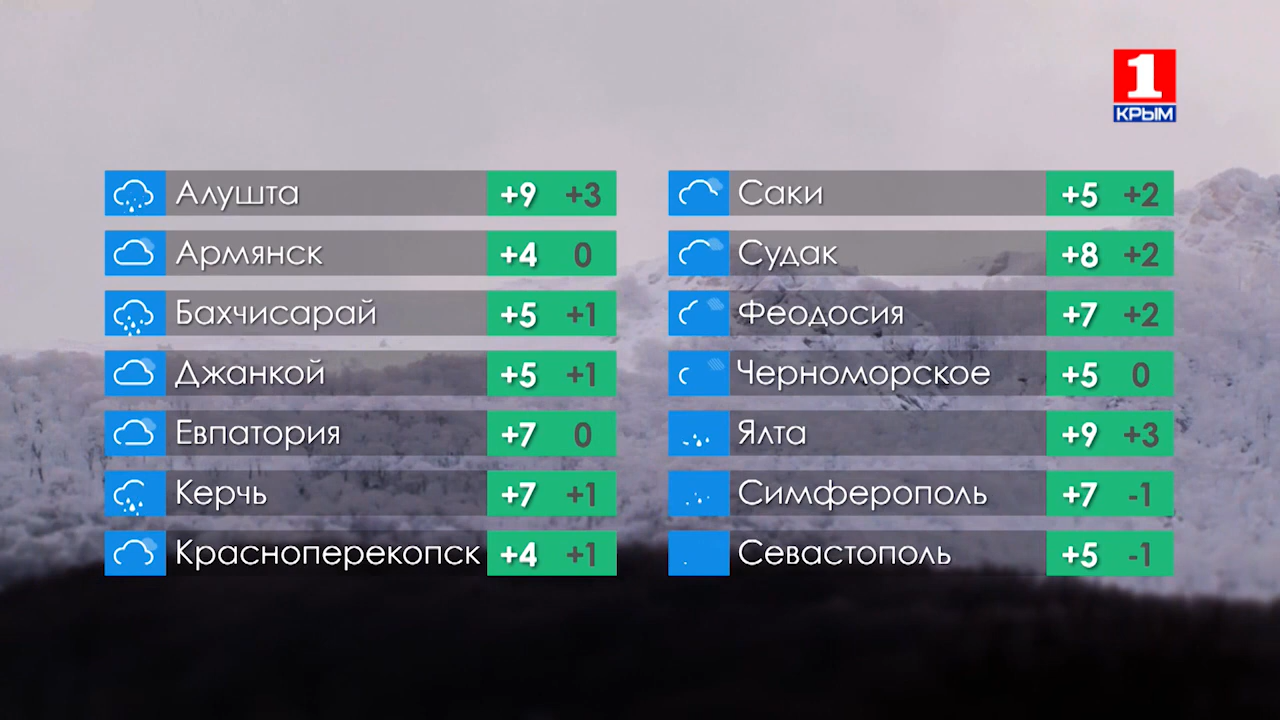 1
КРЫМ
Алушта +9 +3
Армянск +4 0
Бахчисарай +5 +1
Джанкой +5 +1
Евпатория +7 0
Керчь +7 +1
Красноперекопск +4 +1
Саки +5 +2
Судак +8 +2
Феодосия +7 +2
Черноморское +5 0
Ялта +9 +3
Симферополь +7 -1
Севастополь +5 -1